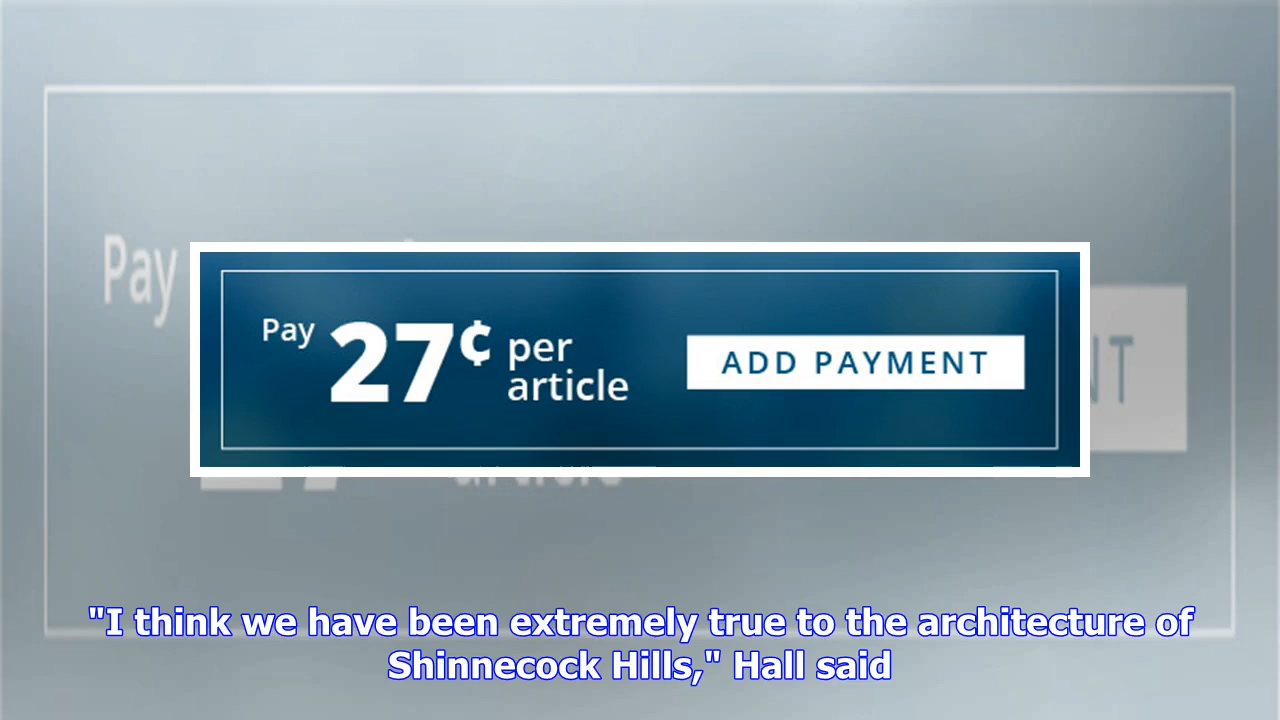 Pay
Pay 27¢ per
article
ADD PAYMENT
"I think we have been extremely true to the architecture of
Shinnecock Hills," Hall said